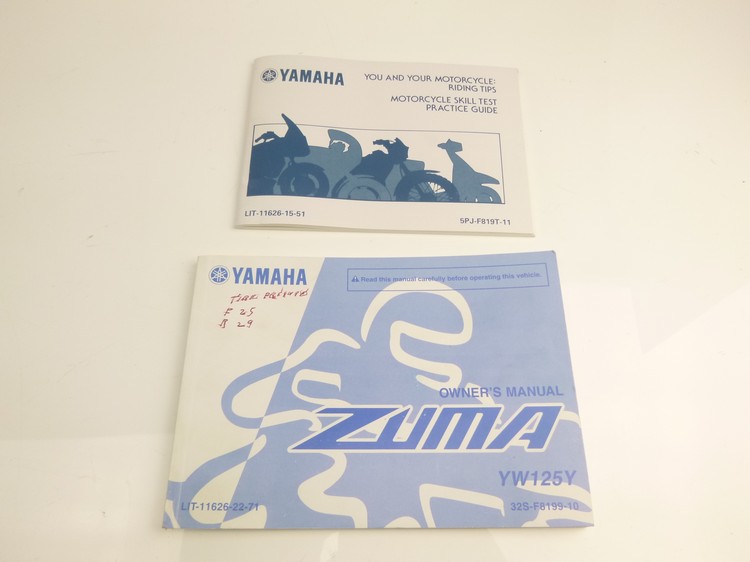 YAMAHA
YOU AND YOUR MOTORCYCLE:
RIDING TIPS
MOTORCYCLE SKILL TEST
PRACTICE GUIDE
LIT-11626-15-51
5PJ-F819T-11
YAMAHA
Read this manual carefully before operating this vehicle.
TIRE
F 25
R 29
OWNER'S MANUAL
ZUMA
YW125Y
LIT-11626-22-71
32S-F8199-10